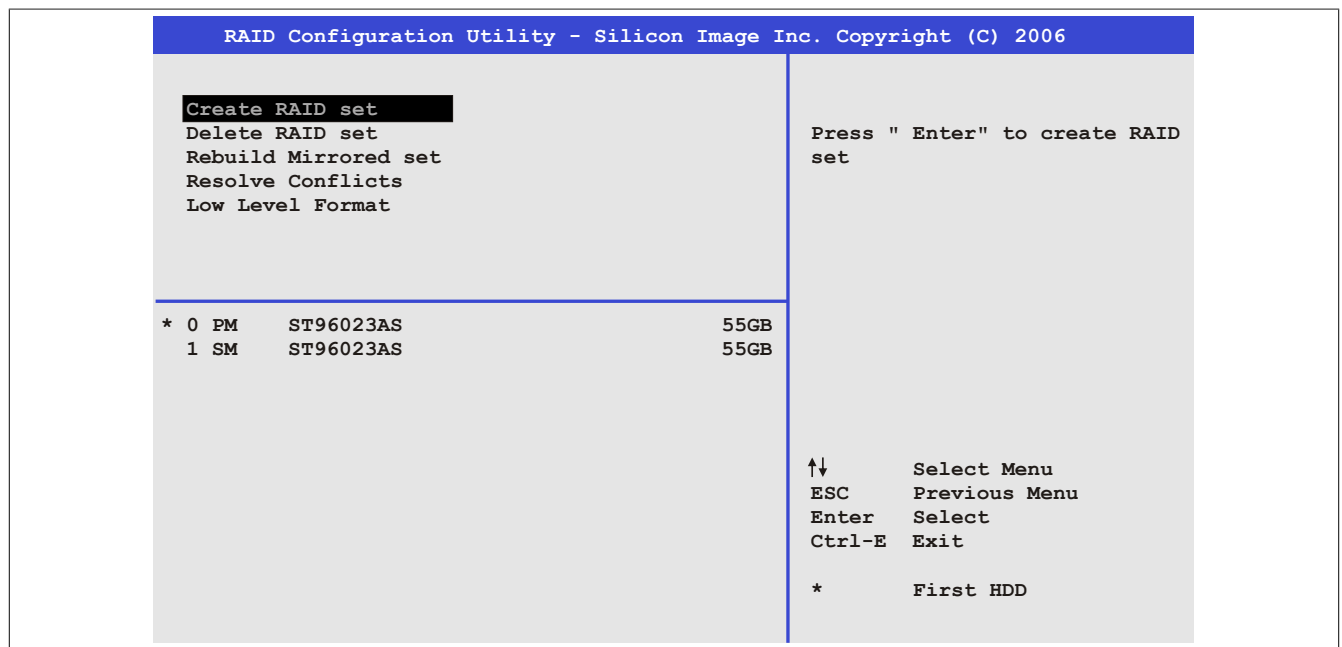 RAID Configuration Utility - Silicon Image Inc. Copyright (C) 2006
Create RAID set
Delete RAID set
Rebuild Mirrored set
Resolve Conflicts
Low Level Format
Press " Enter" to create RAID
set
* 0 PM ST96023AS 55GB
1 SM ST96023AS 55GB
↑↓ Select Menu
ESC Previous Menu
Enter Select
Ctrl-E Exit
* First HDD